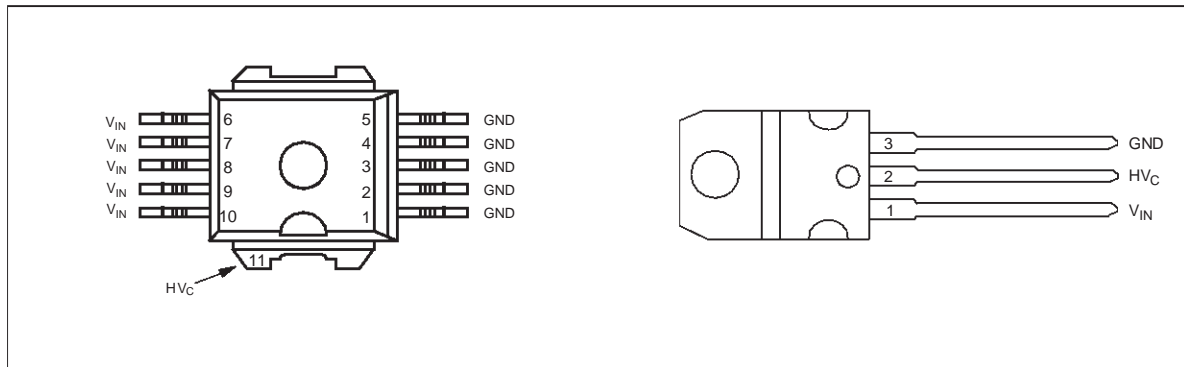 V_IN 6 5 GND
V_IN 7 4 GND
V_IN 8 3 GND
V_IN 9 2 GND
V_IN 10 1 GND
11
HV_C
3 GND
2 HV_C
1 V_IN